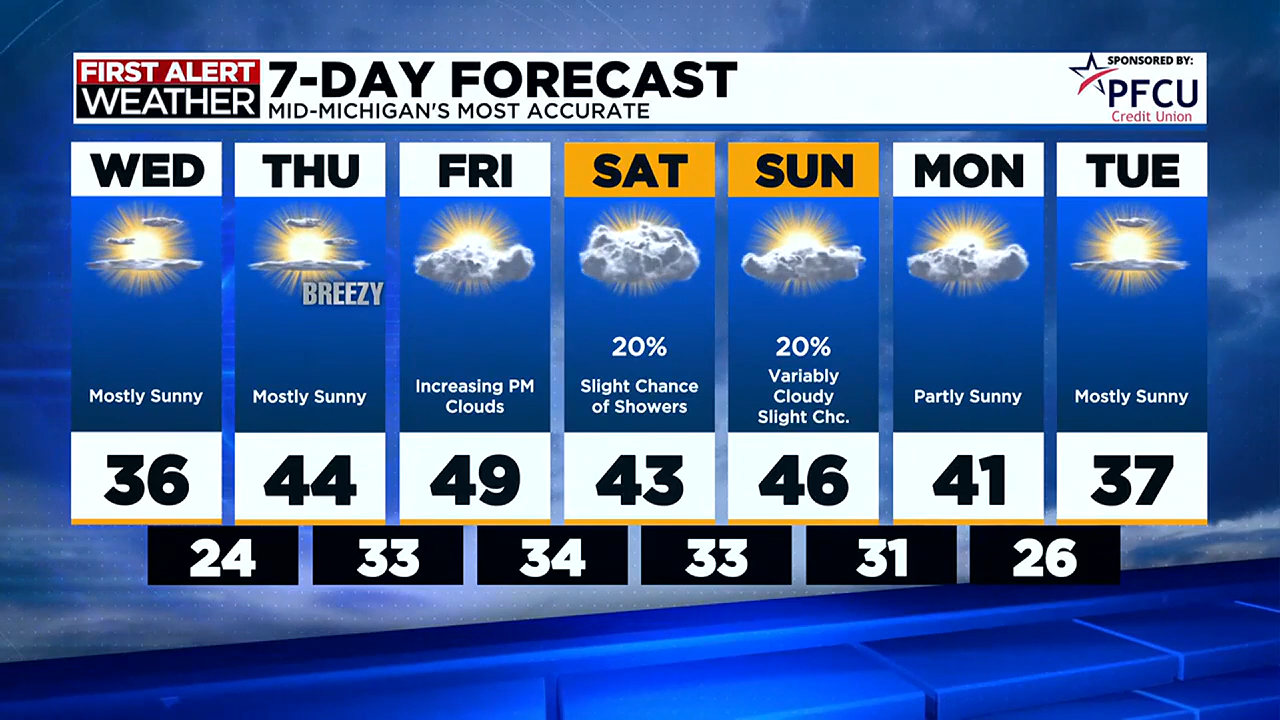 FIRST ALERT
WEATHER
7-DAY FORECAST
MID-MICHIGAN'S MOST ACCURATE
SPONSORED BY:
PFCU
Credit Union
WED
THU
FRI
SAT
SUN
MON
TUE
BREEZY
20%
20%
Mostly Sunny
Mostly Sunny
Increasing PM
Clouds
Slight Chance
of Showers
Variably
Cloudy
Slight Chc.
Partly Sunny
Mostly Sunny
36
44
49
43
46
41
37
24
33
34
33
31
26